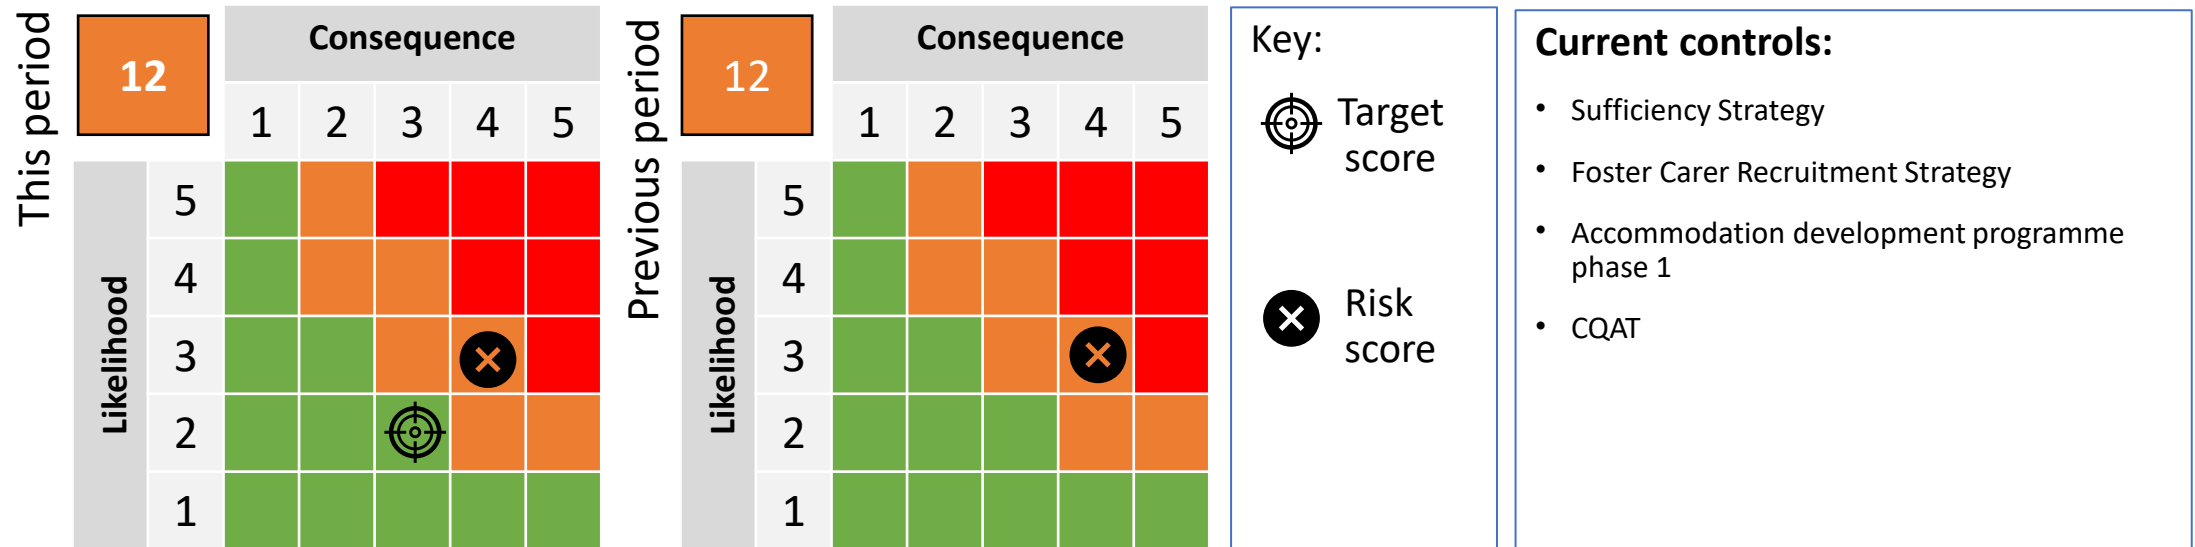 This period
12
Consequence
1 2 3 4 5
Likelihood
5
4
3
2
1
Previous period
12
Consequence
1 2 3 4 5
Likelihood
5
4
3
2
1
Key:
Target
score
Risk
score
Current controls:
• Sufficiency Strategy
• Foster Carer Recruitment Strategy
• Accommodation development programme
phase 1
• CQAT